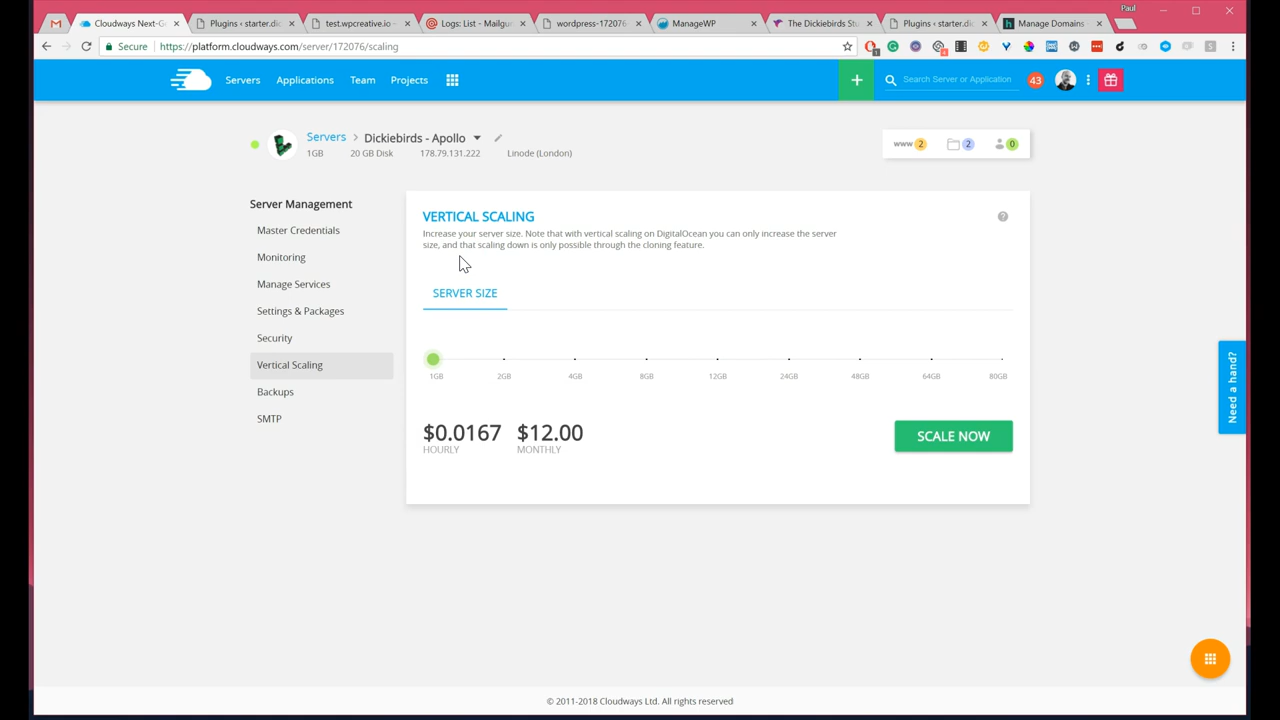 Paul
Cloudways Next-G
Plugins ‹ starter.dic
test.wpcreative.io –
Logs: List - Mailgu
wordpress-172076-
ManageWP
The Dickiebirds Stu
Plugins ‹ starter.dic
Manage Domains
Secure
https://platform.cloudways.com/server/172076/scaling
Servers
Applications
Team
Projects
+
Search Server or Application
43
Servers > Dickiebirds - Apollo
1GB
20 GB Disk
178.79.131.222
Linode (London)
www 2
2
0
Server Management
Master Credentials
Monitoring
Manage Services
Settings & Packages
Security
Vertical Scaling
Backups
SMTP
VERTICAL SCALING
?
Increase your server size. Note that with vertical scaling on DigitalOcean you can only increase the server
size, and that scaling down is only possible through the cloning feature.
SERVER SIZE
1GB
2GB
4GB
8GB
12GB
24GB
48GB
64GB
80GB
$0.0167
HOURLY
$12.00
MONTHLY
SCALE NOW
Need a hand?
© 2011-2018 Cloudways Ltd. All rights reserved